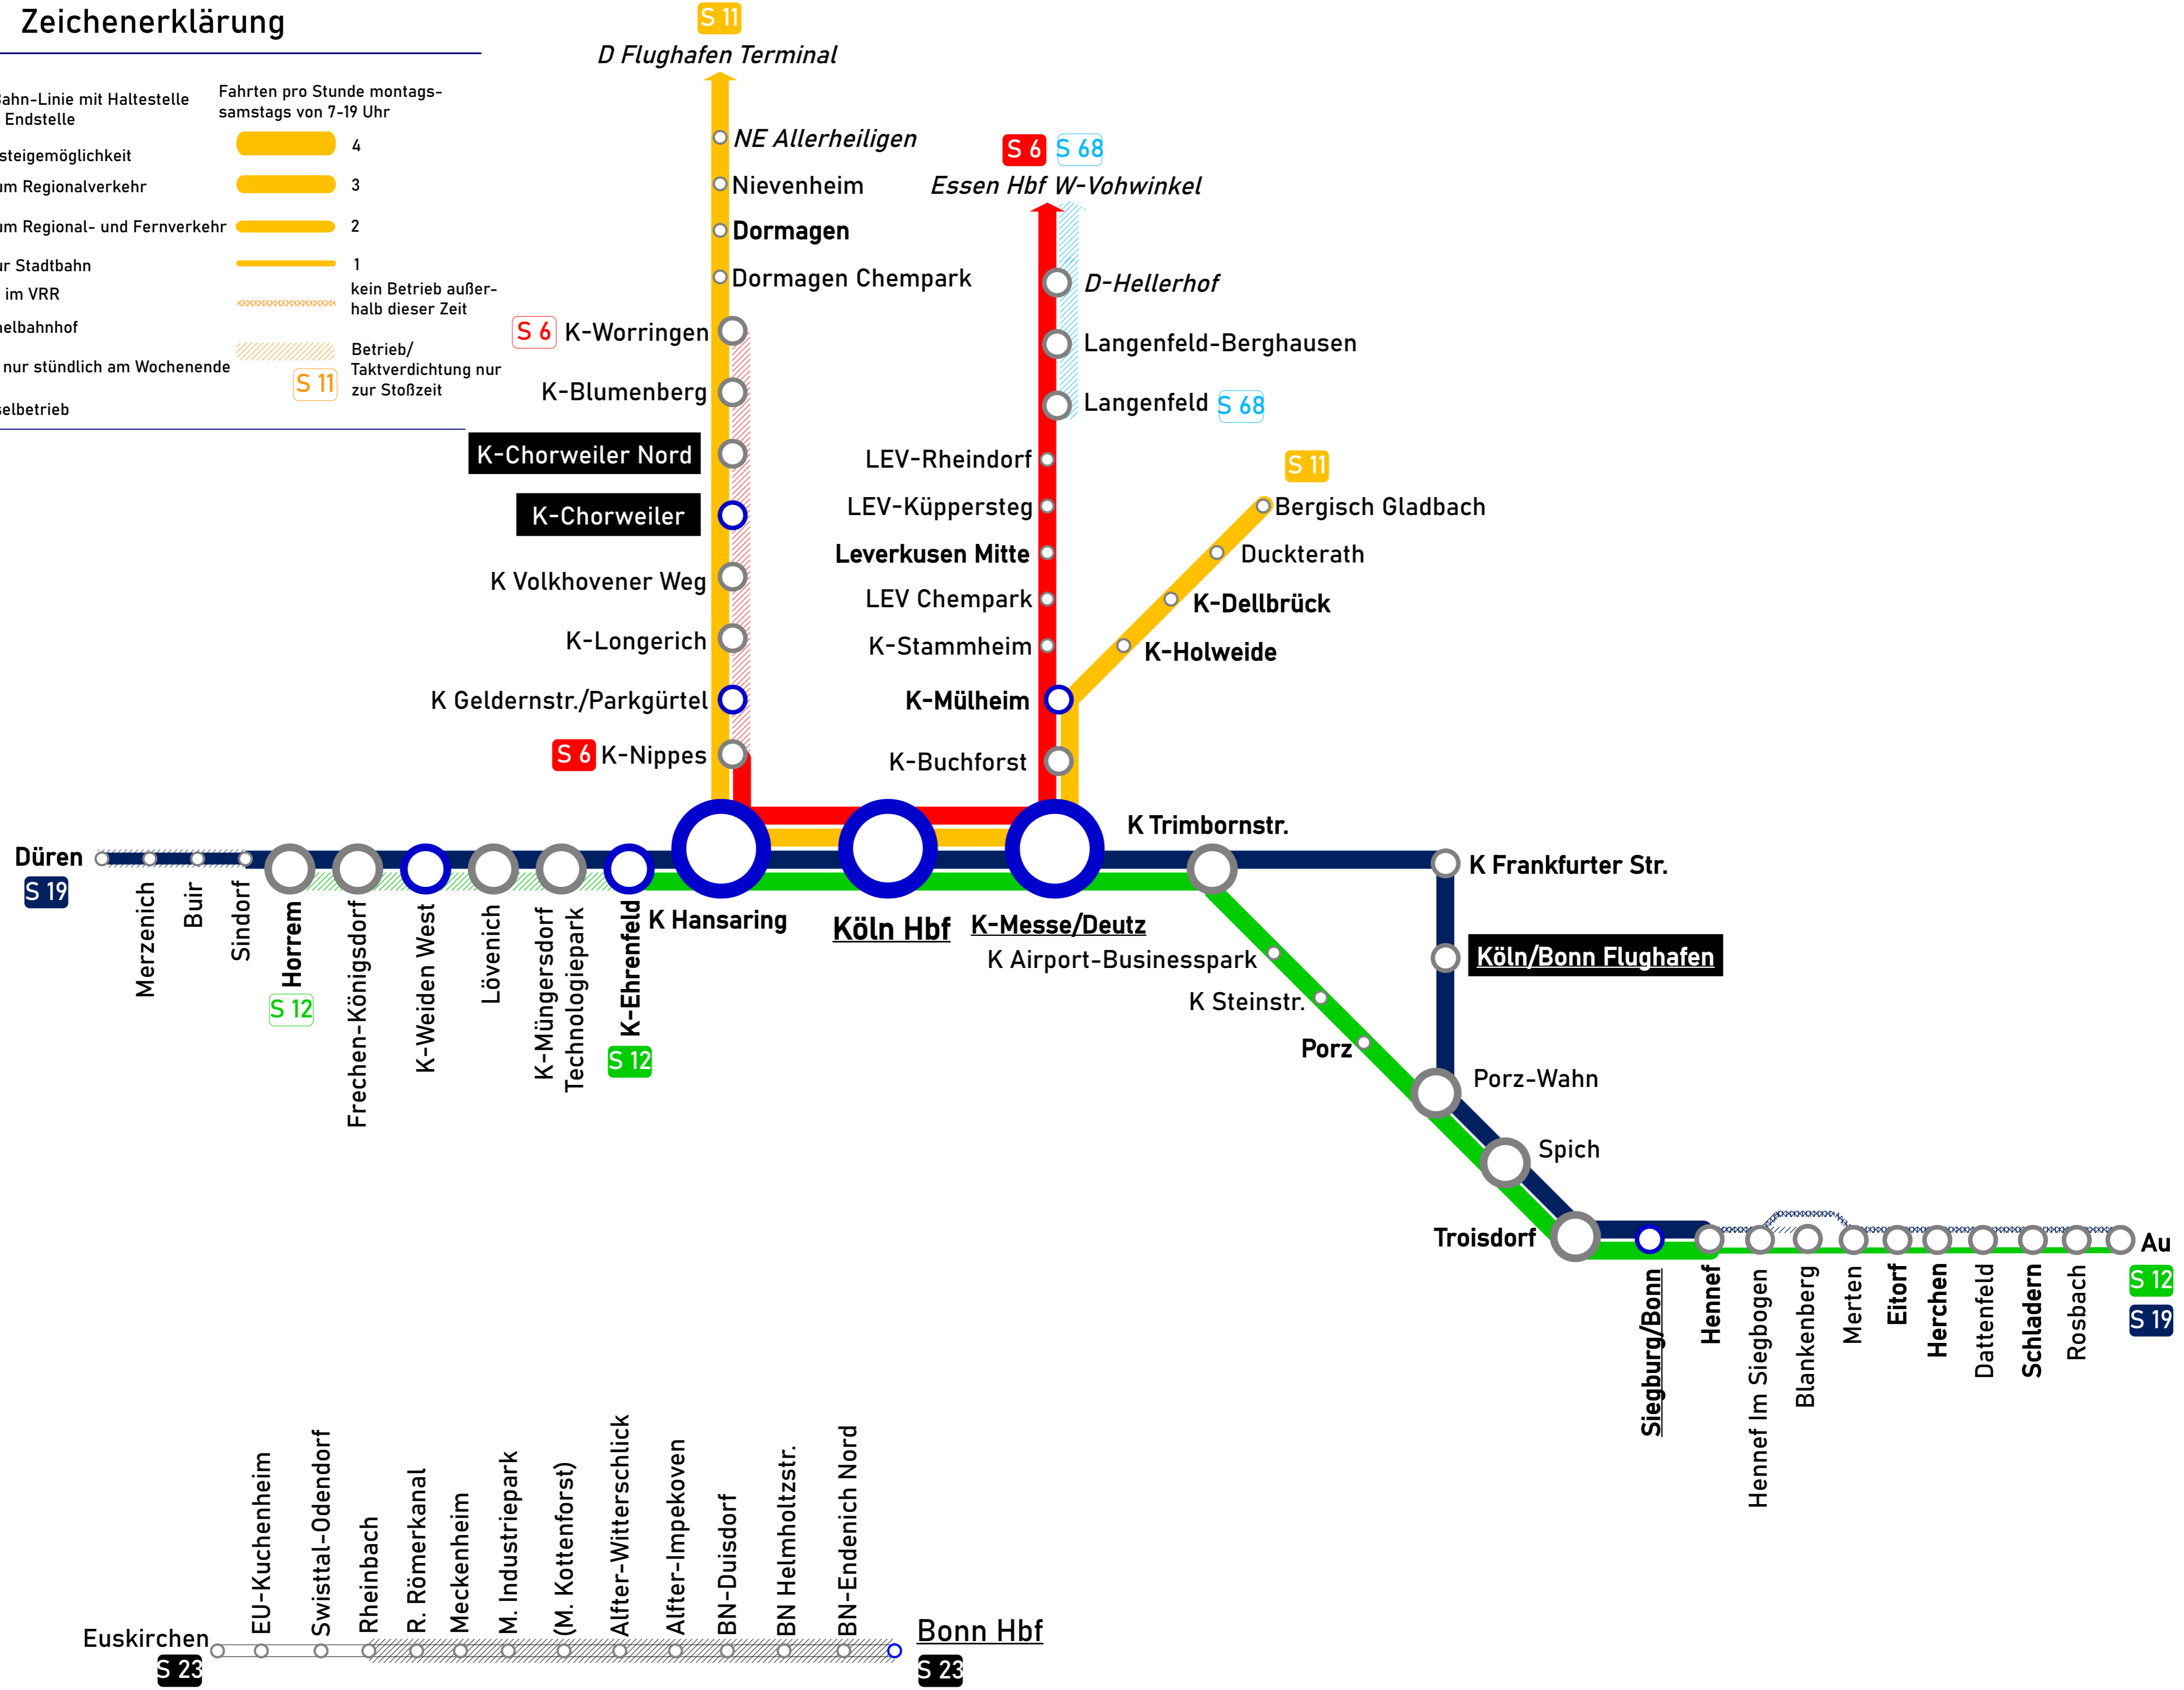 Zeichenerklärung
Bahn-Linie mit Haltestelle
Endstelle
steigemöglichkeit
um Regionalverkehr
um Regional- und Fernverkehr
ur Stadtbahn
im VRR
nelbahnhof
nur stündlich am Wochenende
selbetrieb
Fahrten pro Stunde montags-
samstags von 7-19 Uhr
4
3
2
1
kein Betrieb außer-
halb dieser Zeit
Betrieb/
Taktverdichtung nur
zur Stoßzeit
S 11
S 11
D Flughafen Terminal
NE Allerheiligen
Nievenheim
Dormagen
Dormagen Chempark
S 6 K-Worringen
K-Blumenberg
K-Chorweiler Nord
K-Chorweiler
K Volkhovener Weg
K-Longerich
K Geldernstr./Parkgürtel
S 6 K-Nippes
S 6 S 68
Essen Hbf W-Vohwinkel
D-Hellerhof
Langenfeld-Berghausen
Langenfeld S 68
LEV-Rheindorf
LEV-Küppersteg
Leverkusen Mitte
LEV Chempark
K-Stammheim
K-Mülheim
K-Buchforst
S 11
Bergisch Gladbach
Duckterath
K-Dellbrück
K-Holweide
Düren
S 19
Merzenich
Buir
Sindorf
Horrem
S 12
Frechen-Königsdorf
K-Weiden West
Lövenich
K-Müngersdorf
Technologiepark
K-Ehrenfeld
S 12
K Hansaring
Köln Hbf
K-Messe/Deutz
K Trimbornstr.
K Frankfurter Str.
Köln/Bonn Flughafen
K Airport-Businesspark
K Steinstr.
Porz
Porz-Wahn
Spich
Troisdorf
Siegburg/Bonn
Hennef
Hennef Im Siegbogen
Blankenberg
Merten
Eitorf
Herchen
Dattenfeld
Schladern
Rosbach
Au
S 12
S 19
Euskirchen
S 23
EU-Kuchenheim
Swisttal-Odendorf
Rheinbach
R. Römerkanal
Meckenheim
M. Industriepark
(M. Kottenforst)
Alfter-Witterschlick
Alfter-Impekoven
BN-Duisdorf
BN Helmholtzstr.
BN-Endenich Nord
Bonn Hbf
S 23